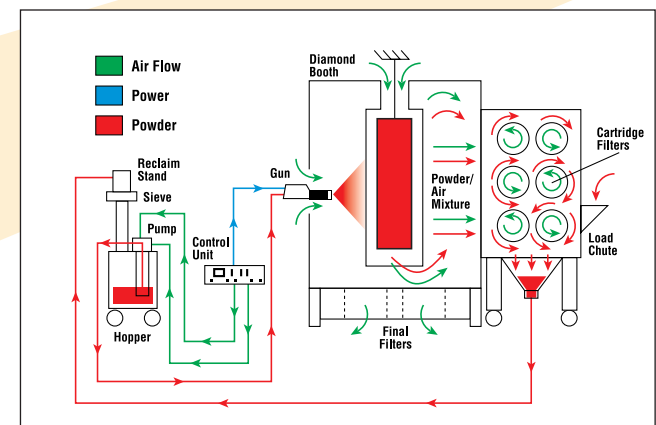 Air Flow
Power
Powder
Diamond
Booth
Reclaim
Stand
Sieve
Pump
Hopper
Control
Unit
Gun
Powder/
Air
Mixture
Final
Filters
Cartridge
Filters
Load
Chute